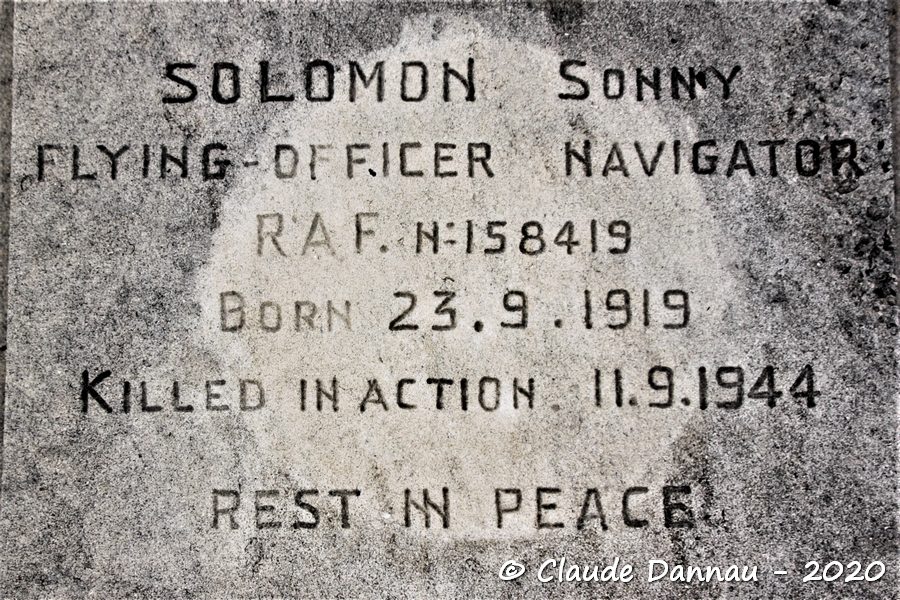 SOLOMON Sonny
FLYING-OFFICER NAVIGATOR
R.A.F. N:158419
BORN 23.9.1919
KILLED IN ACTION. 11.9.1944
REST IN PEACE
© Claude Dannau - 2020